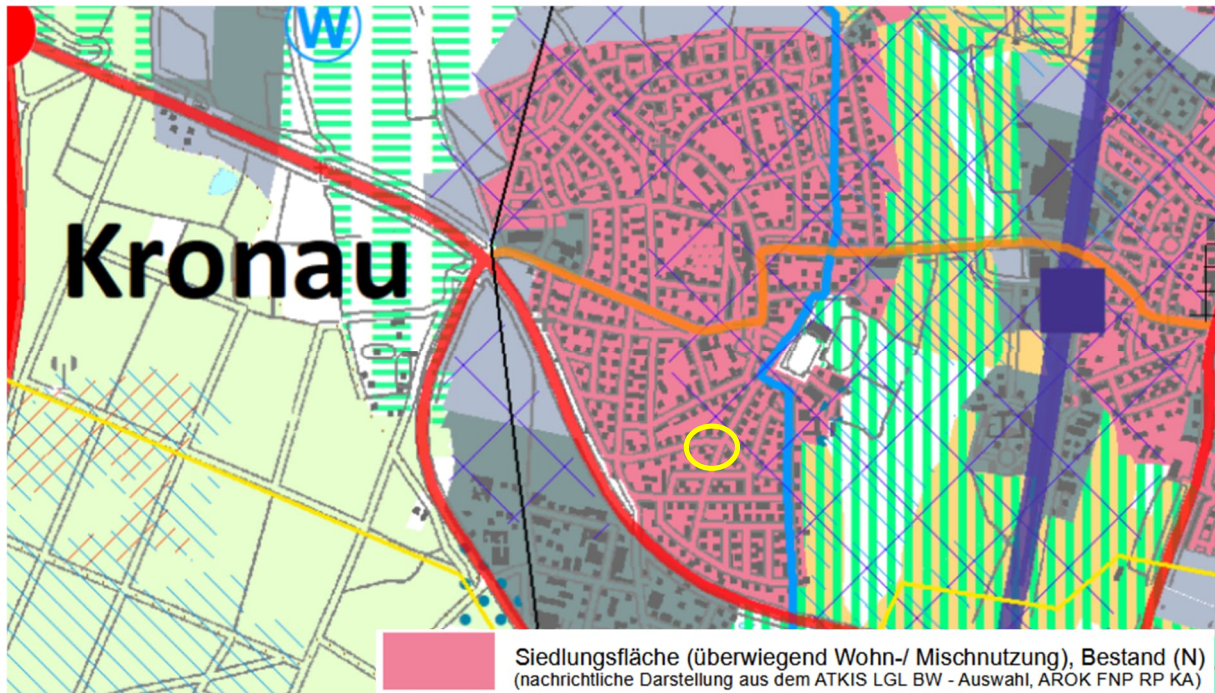 W
Kronau
Siedlungsfläche (überwiegend Wohn-/ Mischnutzung), Bestand (N)
(nachrichtliche Darstellung aus dem ATKIS LGL BW - Auswahl, AROK FNP RP KA)